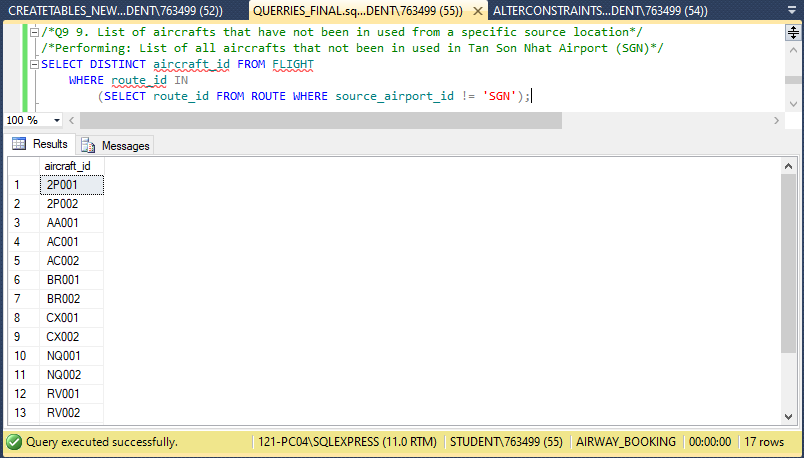 CREATETABLES_NEW...DENT\763499 (52)) QUERRIES_FINAL.sq...DENT\763499 (55)) ALTERCONSTRAINTS...DENT\763499 (54))
/*Q9 9. List of aircrafts that have not been in used from a specific source location*/
/*Performing: List of all aircrafts that not been in used in Tan Son Nhat Airport (SGN)*/
SELECT DISTINCT aircraft_id FROM FLIGHT
WHERE route_id IN
(SELECT route_id FROM ROUTE WHERE source_airport_id != 'SGN');
100 %
Results Messages
aircraft_id
1 2P001
2 2P002
3 AA001
4 AC001
5 AC002
6 BR001
7 BR002
8 CX001
9 CX002
10 NQ001
11 NQ002
12 RV001
13 RV002
Query executed successfully. 121-PC04\SQLEXPRESS (11.0 RTM) STUDENT\763499 (55) AIRWAY_BOOKING 00:00:00 17 rows